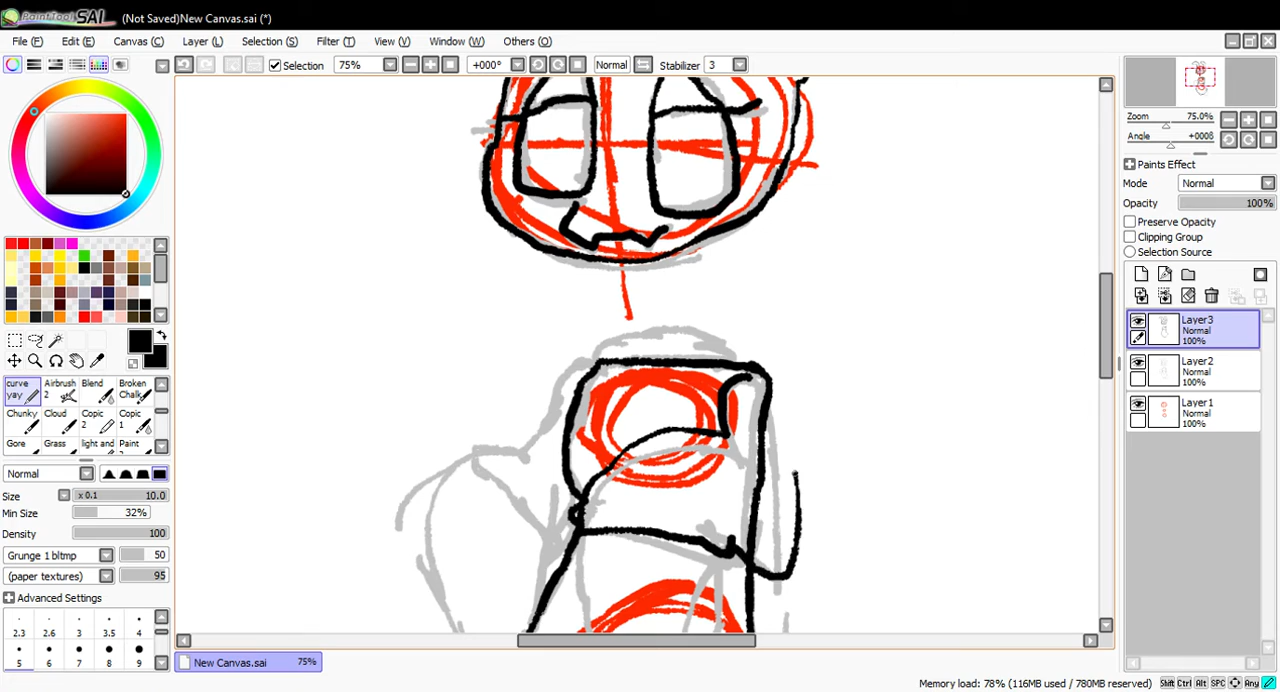 PaintTool SAI (Not Saved)New Canvas.sai (*)
File (F) Edit (E) Canvas (C) Layer (L) Selection (S) Filter (T) View (V) Window (W) Others (O)
Selection 75% +000° Normal Stabilizer 3
Zoom 75.0%
Angle +000ß
Paints Effect
Mode Normal
Opacity 100%
Preserve Opacity
Clipping Group
Selection Source
Layer3
Normal
100%
Layer2
Normal
100%
Layer1
Normal
100%
curve yay Airbrush 2 Blend Broken Chalk
Chunky Cloud Copic 2 Copic 1
Gore Grass light and Paint
Normal
Size x 0.1 10.0
Min Size 32%
Density 100
Grunge 1 bltmp 50
(paper textures) 95
Advanced Settings
2.3 2.6 3 3.5 4
5 6 7 8 9
New Canvas.sai 75%
Memory load: 78% (116MB used / 780MB reserved) Shift Ctrl Alt SPC Any